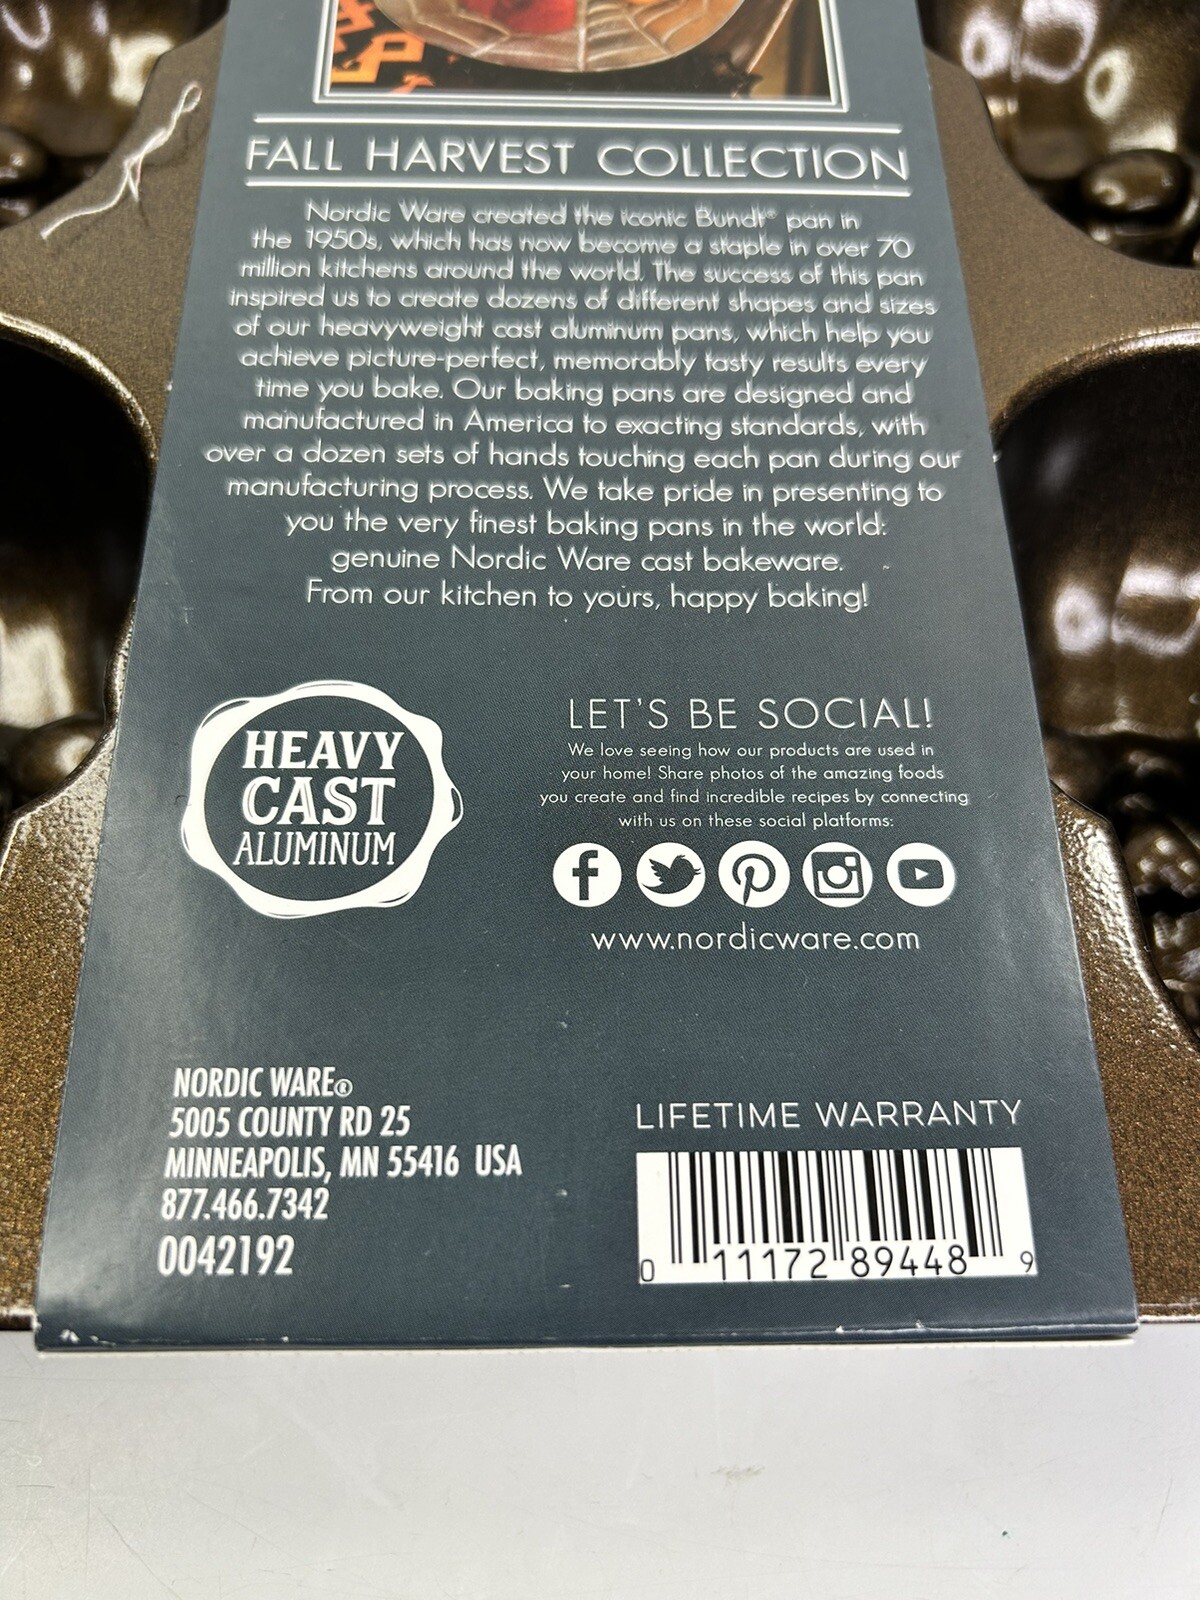 FALL HARVEST COLLECTION
Nordic Ware created the iconic Bundt® pan in
the 1950s, which has now become a staple in over 70
million kitchens around the world. The success of this pan
inspired us to create dozens of different shapes and sizes
of our heavyweight cast aluminum pans, which help you
achieve picture-perfect, memorably tasty results every
time you bake. Our baking pans are designed and
manufactured in America to exacting standards, with
over a dozen sets of hands touching each pan during our
manufacturing process. We take pride in presenting to
you the very finest baking pans in the world:
genuine Nordic Ware cast bakeware.
From our kitchen to yours, happy baking!
HEAVY
CAST
ALUMINUM
LET'S BE SOCIAL!
We love seeing how our products are used in
your home! Share photos of the amazing foods
you create and find incredible recipes by connecting
with us on these social platforms:
www.nordicware.com
NORDIC WARE®
5005 COUNTY RD 25
MINNEAPOLIS, MN 55416 USA
877.466.7342
0042192
LIFETIME WARRANTY
0 11172 89448 9